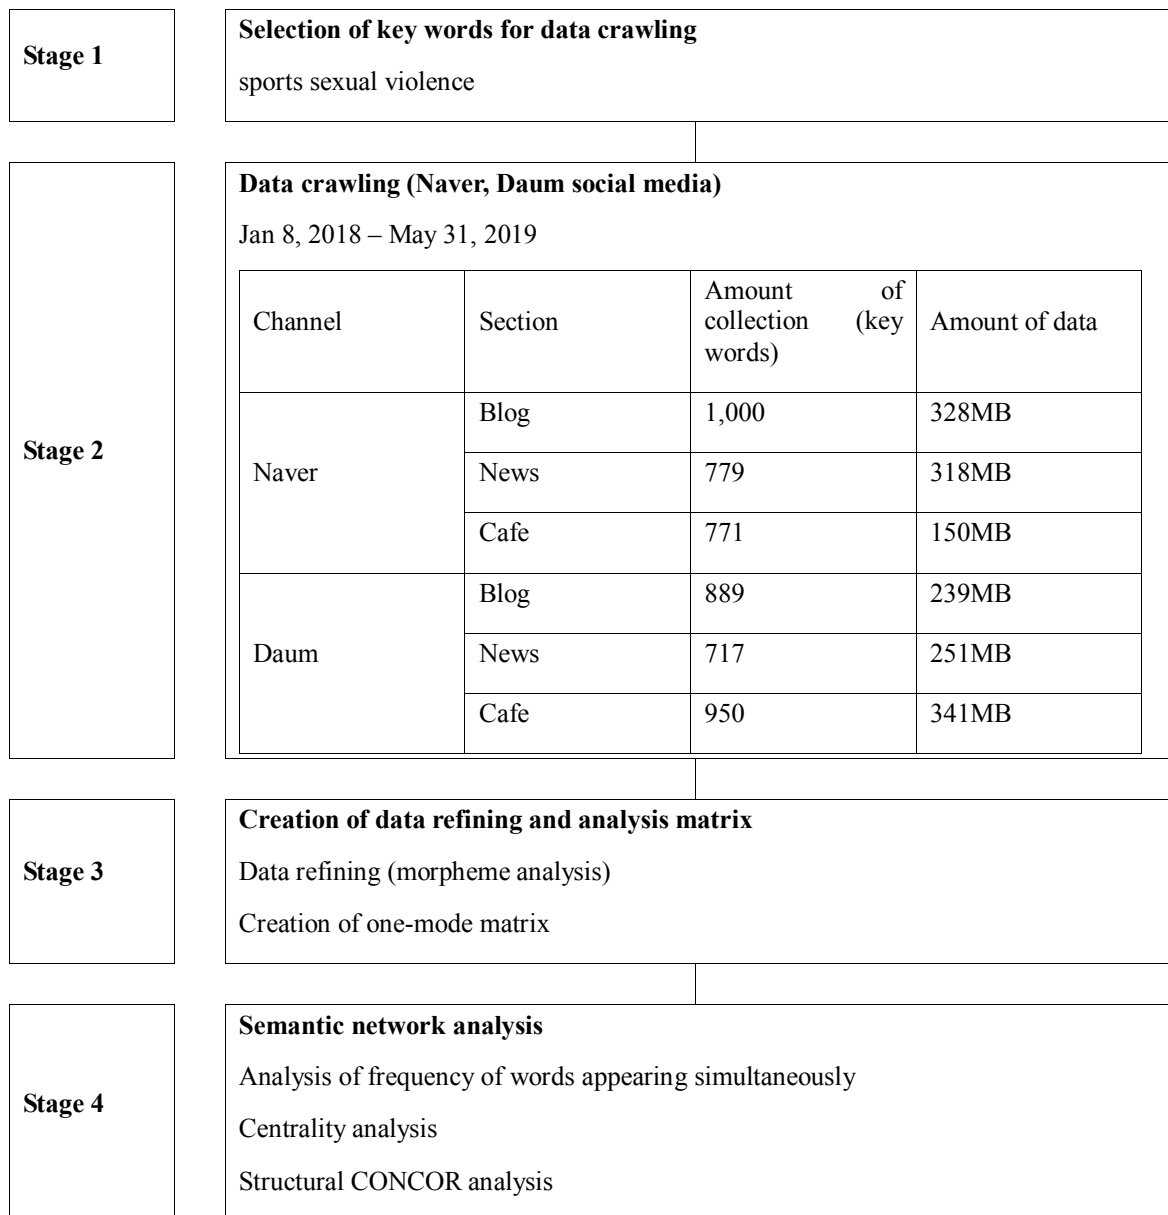 Stage 1
Selection of key words for data crawling
sports sexual violence
Stage 2
Data crawling (Naver, Daum social media)
Jan 8, 2018 – May 31, 2019
Channel Section Amount of collection (key words) Amount of data
Naver
Blog 1,000 328MB
News 779 318MB
Cafe 771 150MB
Daum
Blog 889 239MB
News 717 251MB
Cafe 950 341MB
Stage 3
Creation of data refining and analysis matrix
Data refining (morpheme analysis)
Creation of one-mode matrix
Stage 4
Semantic network analysis
Analysis of frequency of words appearing simultaneously
Centrality analysis
Structural CONCOR analysis